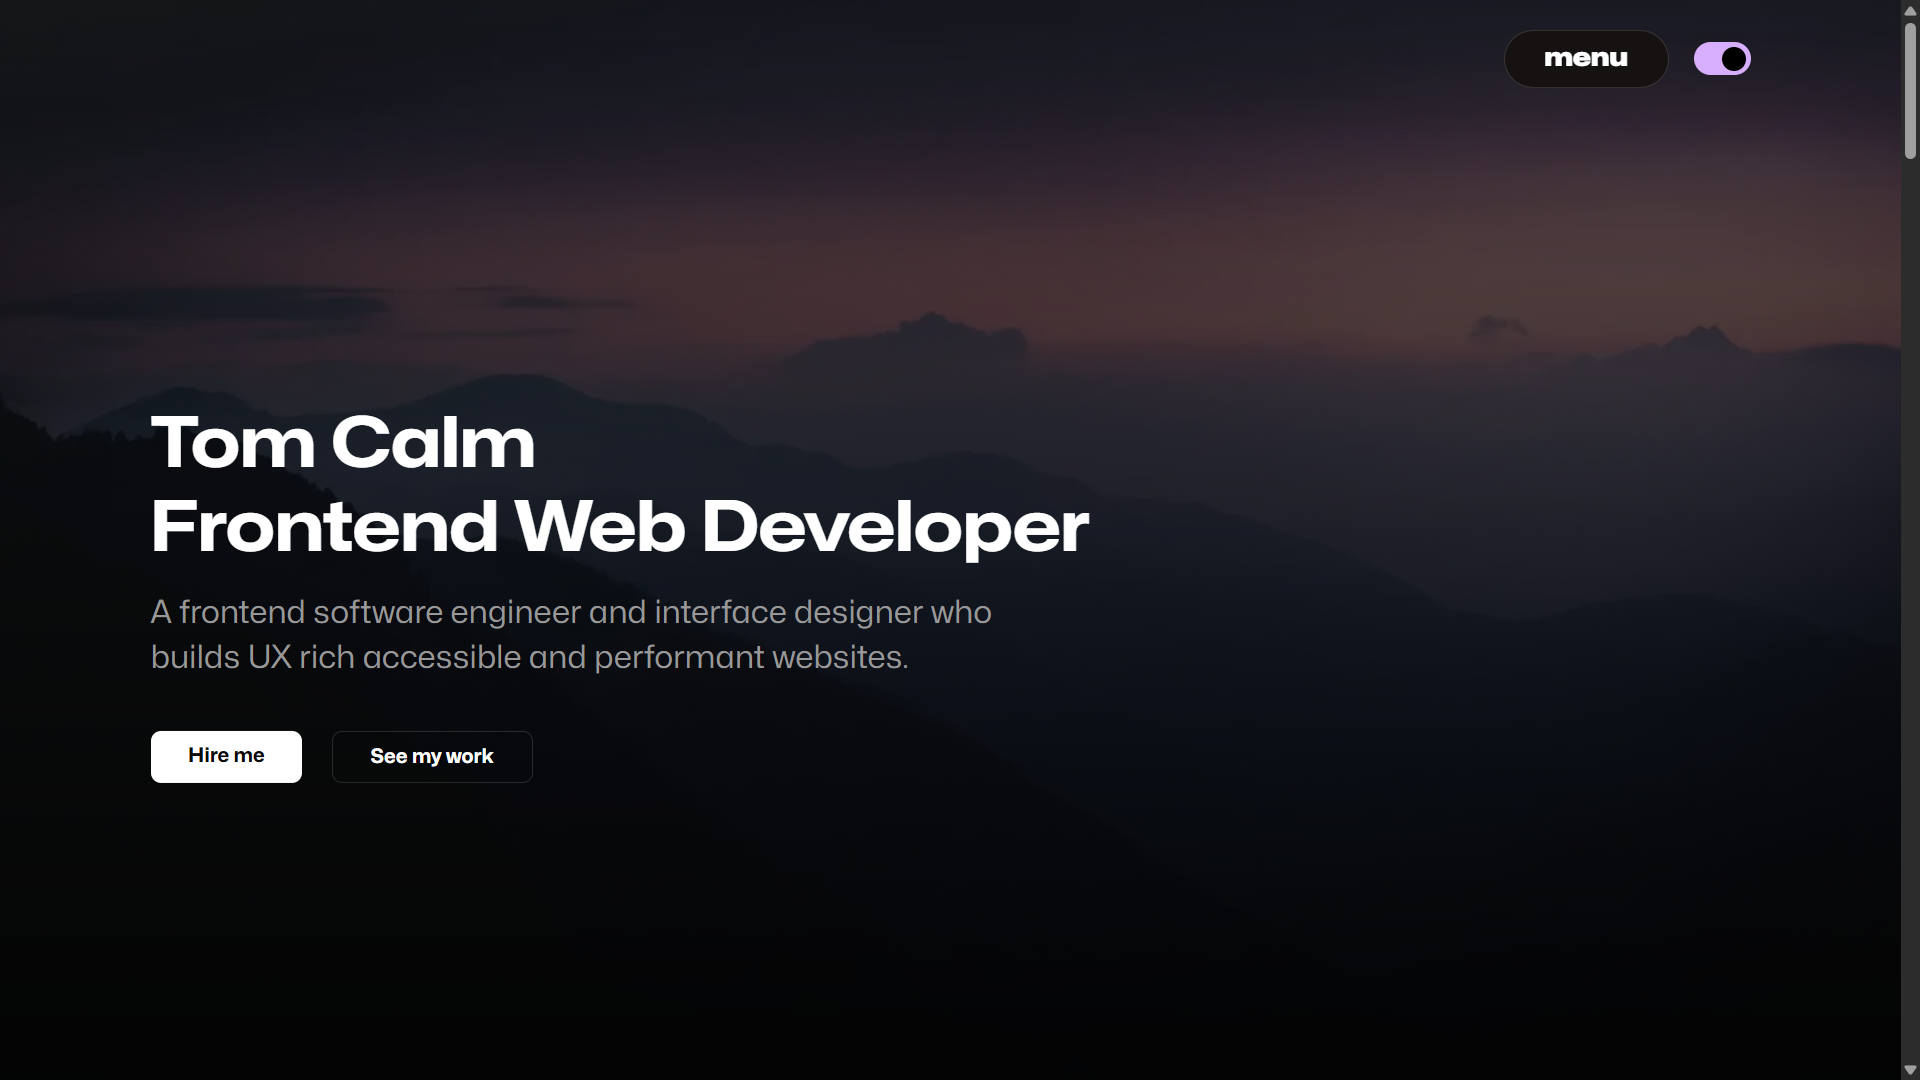 menu
Tom Calm
Frontend Web Developer
A frontend software engineer and interface designer who
builds UX rich accessible and performant websites.
Hire me
See my work